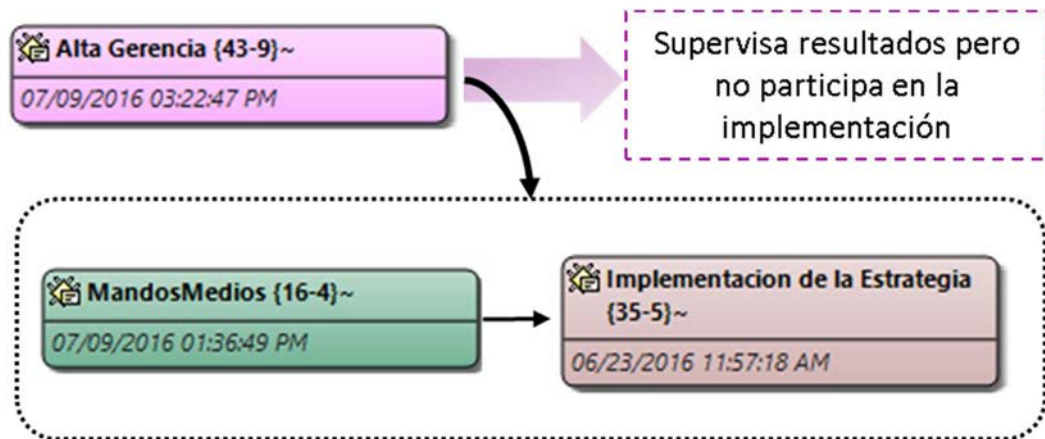 Alta Gerencia {43-9}~
07/09/2016 03:22:47 PM
Supervisa resultados pero
no participa en la
implementación
MandosMedios {16-4}~
07/09/2016 01:36:49 PM
Implementacion de la Estrategia
{35-5}~
06/23/2016 11:57:18 AM